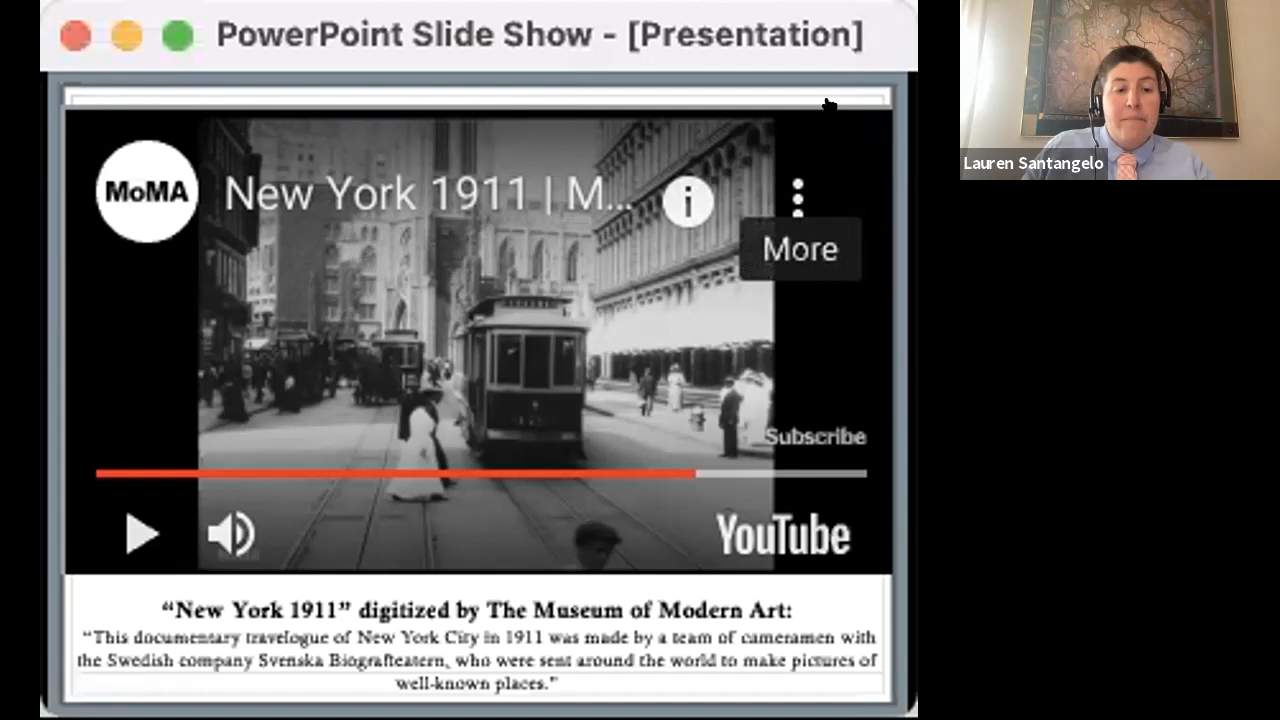 PowerPoint Slide Show - [Presentation]
MoMA
New York 1911 | M...
i
More
Subscribe
YouTube
“New York 1911” digitized by The Museum of Modern Art:
“This documentary travelogue of New York City in 1911 was made by a team of cameramen with
the Swedish company Svenska Biografteatern, who were sent around the world to make pictures of
well-known places.”
Lauren Santangelo